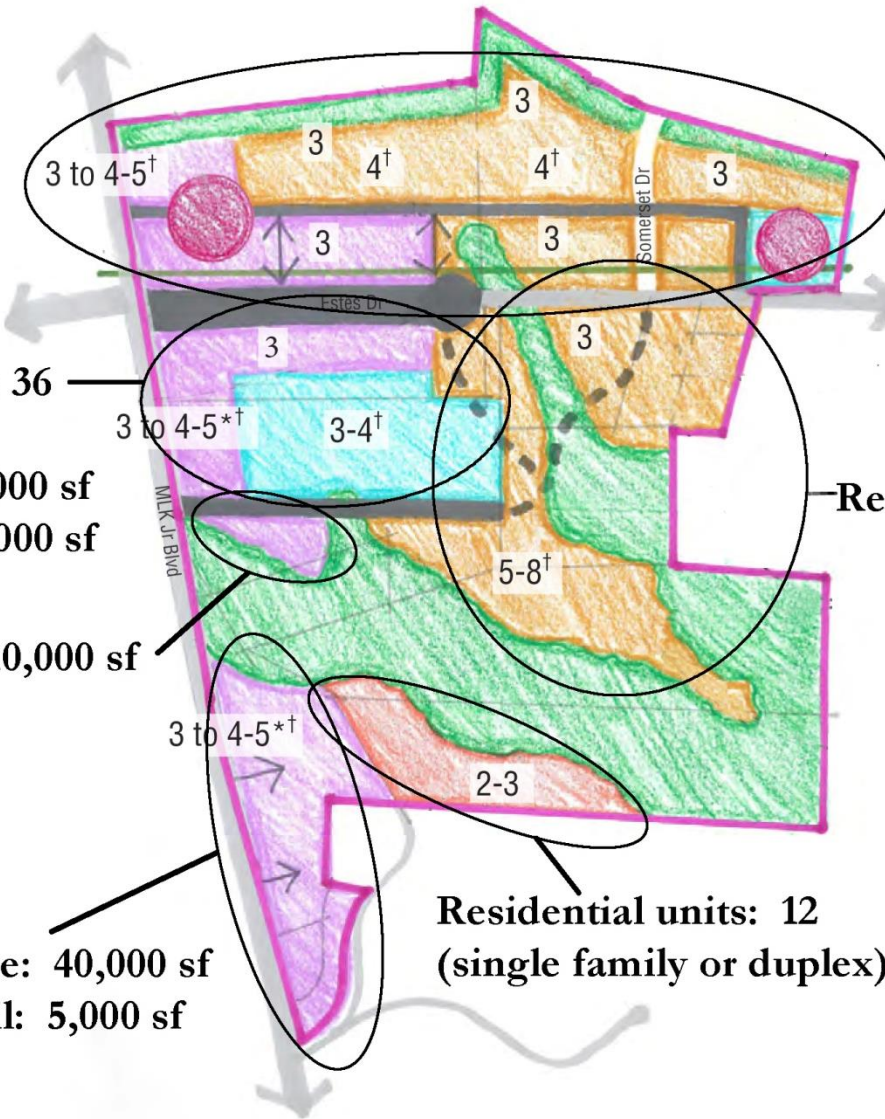 3
3
3 to 4-5†
4†
4†
3
3
3
Somerset Dr
Estes Dr
3
3
36
3 to 4-5*†
3-4†
000 sf
MLK Jr Blvd
000 sf
Re
5-8†
0,000 sf
3 to 4-5*†
2-3
Residential units: 12
(single family or duplex)
e: 40,000 sf
l: 5,000 sf